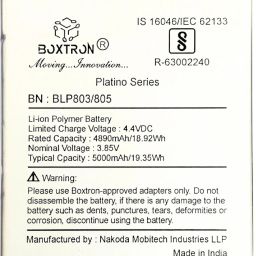 IS 16046/IEC 62133
BOXTRON®
Moving...Innovation...
R-63002240
Platino Series
BN : BLP803/805
Li-ion Polymer Battery
Limited Charge Voltage : 4.4VDC
Rated Capacity : 4890mAh/18.92Wh
Nominal Voltage : 3.85V
Typical Capacity : 5000mAh/19.35Wh
⚠ Warning:
Please use Boxtron-approved adapters only. Do not
disassemble the battery, if there is any damage to the
battery such as dents, punctures, tears, deformities or
corrosion, discontinue using the battery.
Manufactured by : Nakoda Mobitech Industries LLP
Made in India